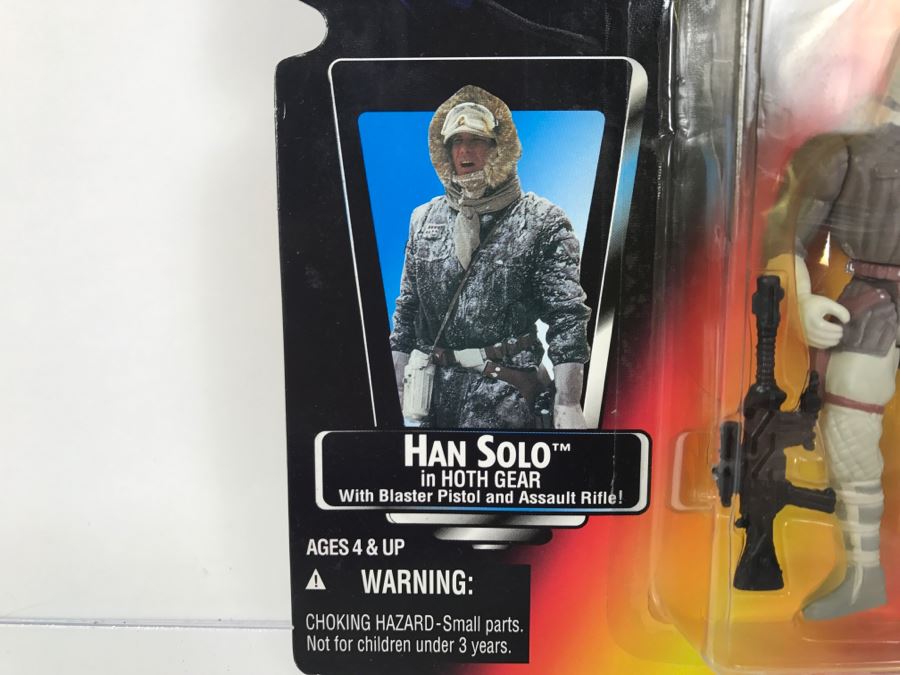 HAN SOLO™
in HOTH GEAR
With Blaster Pistol and Assault Rifle!
AGES 4 & UP
WARNING:
CHOKING HAZARD-Small parts.
Not for children under 3 years.